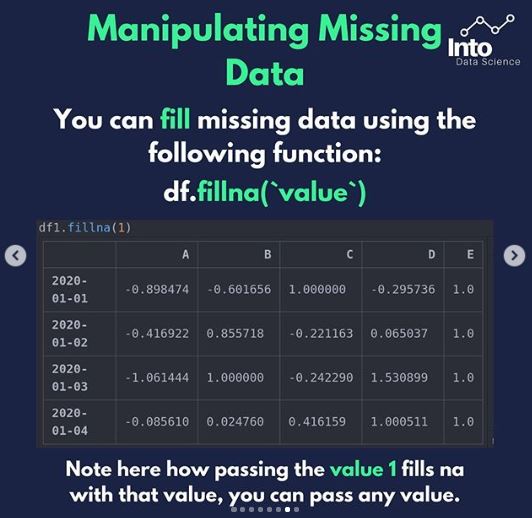 Manipulating Missing
Data
Into
Data Science
You can fill missing data using the
following function:
df.fillna(`value`)
df1.fillna(1)
A B C D E
2020-
01-01
-0.898474 -0.601656 1.000000 -0.295736 1.0
2020-
01-02
-0.416922 0.855718 -0.221163 0.065037 1.0
2020-
01-03
-1.061444 1.000000 -0.242290 1.530899 1.0
2020-
01-04
-0.085610 0.024760 0.416159 1.000511 1.0
Note here how passing the value 1 fills na
with that value, you can pass any value.